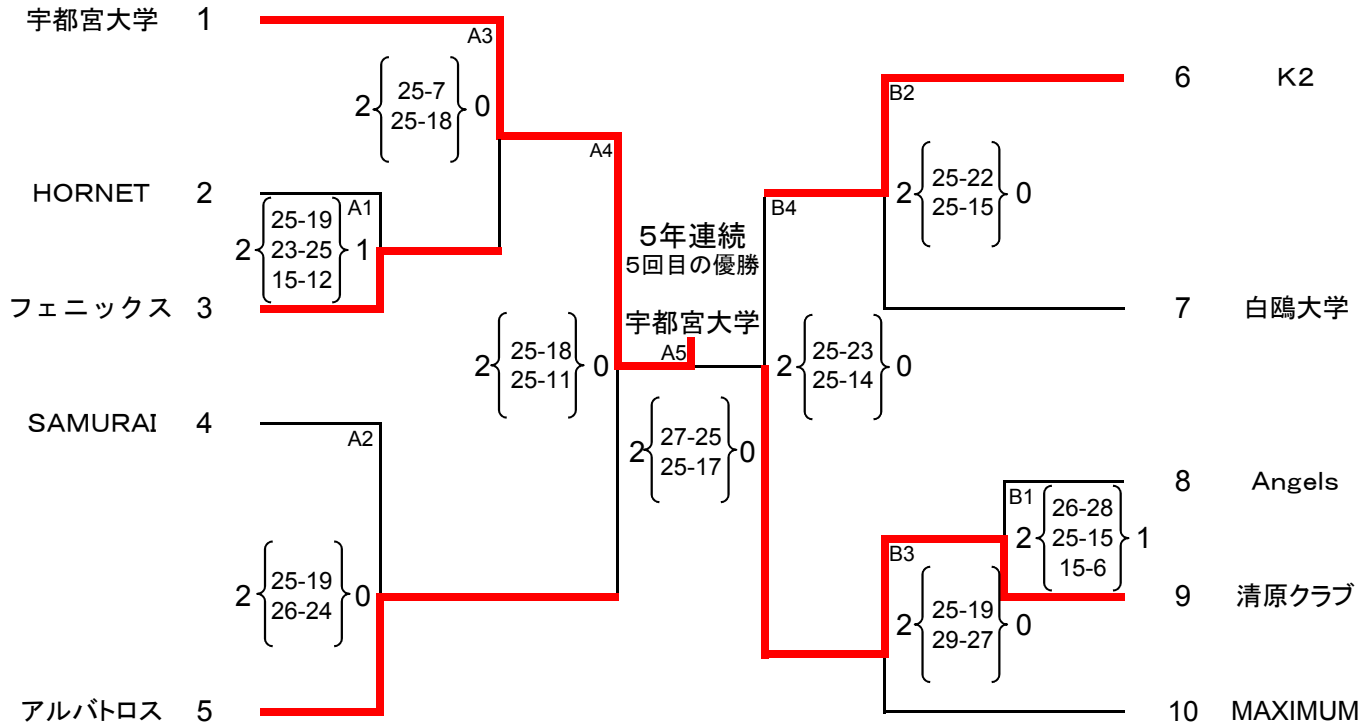 宇都宮大学 1
A3
2 25-7 0
25-18
HORNET 2
A1
2 25-19 1
23-25
15-12
フェニックス 3
A4
2 25-18 0
25-11
SAMURAI 4
A2
2 25-19 0
26-24
アルバトロス 5
5年連続
5回目の優勝
宇都宮大学
A5
2 27-25 0
25-17
6 K2
B2
2 25-22 0
25-15
B4
7 白鴎大学
2 25-23 0
25-14
8 Angels
B1
2 26-28 1
25-15
15-6
B3
9 清原クラブ
2 25-19 0
29-27
10 MAXIMUM